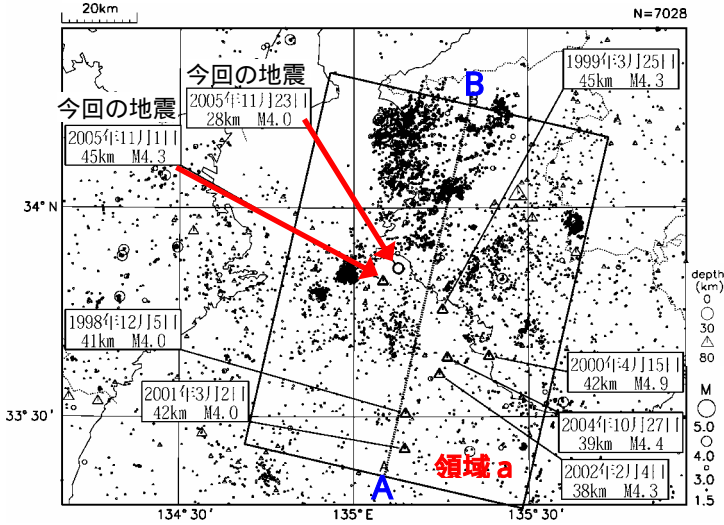 20km
N=7028
今回の地震
2005年11月23日
28km M4.0
今回の地震
2005年11月1日
45km M4.3
B
B
1999年3月25日
45km M4.3
34°N
depth
(km)
0
30
80
M
5.0
4.0
3.0
1.5
1998年12月5日
41km M4.0
2000年4月15日
42km M4.9
2001年3月2日
42km M4.0
33°30'
2004年10月27日
39km M4.4
2002年2月4日
38km M4.3
領域a
A
A
134°30'
135°E
135°30'